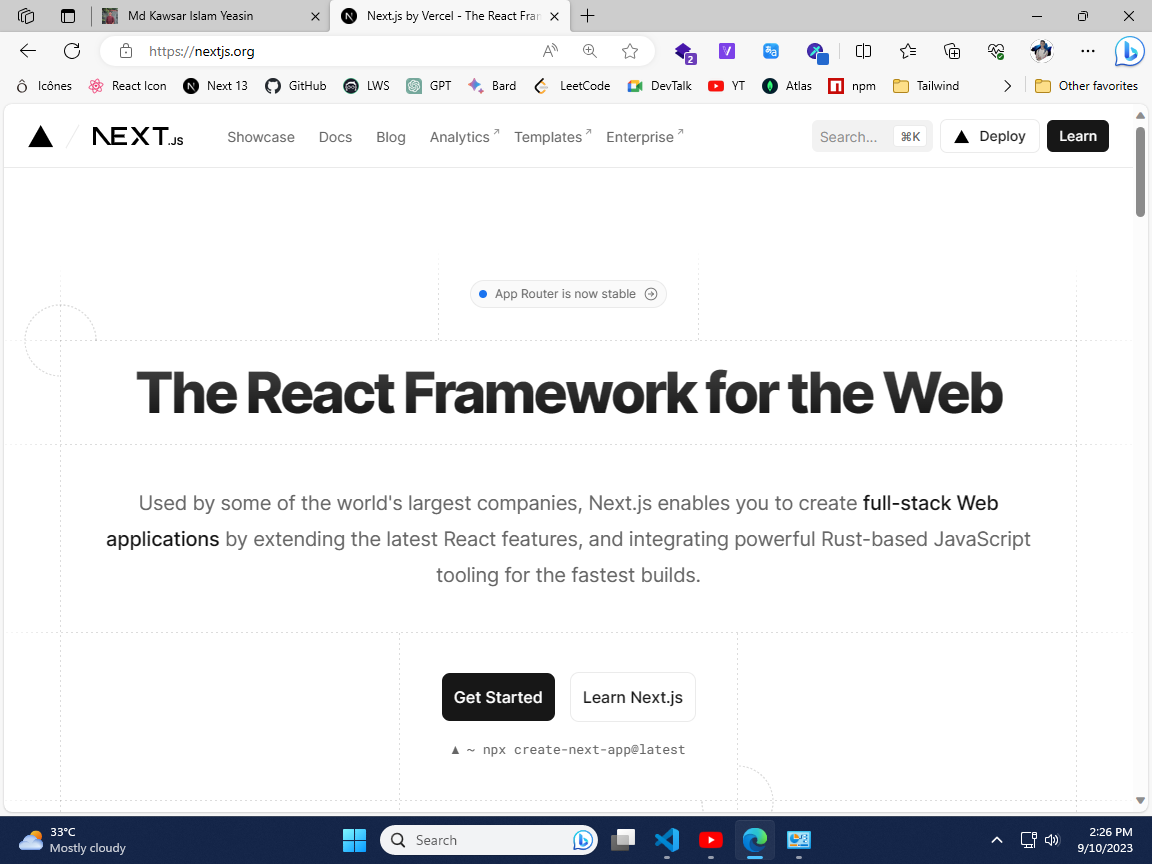 Md Kawsar Islam Yeasin
Next.js by Vercel - The React Fran
https://nextjs.org
2
Icônes
React Icon
Next 13
GitHub
LWS
GPT
Bard
LeetCode
DevTalk
YT
Atlas
npm
Tailwind
Other favorites
NEXT.JS
Showcase
Docs
Blog
Analytics
Templates
Enterprise
Search...
⌘K
Deploy
Learn
App Router is now stable
The React Framework for the Web
Used by some of the world's largest companies, Next.js enables you to create full-stack Web
applications by extending the latest React features, and integrating powerful Rust-based JavaScript
tooling for the fastest builds.
Get Started
Learn Next.js
▲ ~ npx create-next-app@latest
33°C
Mostly cloudy
Search
2:26 PM
9/10/2023